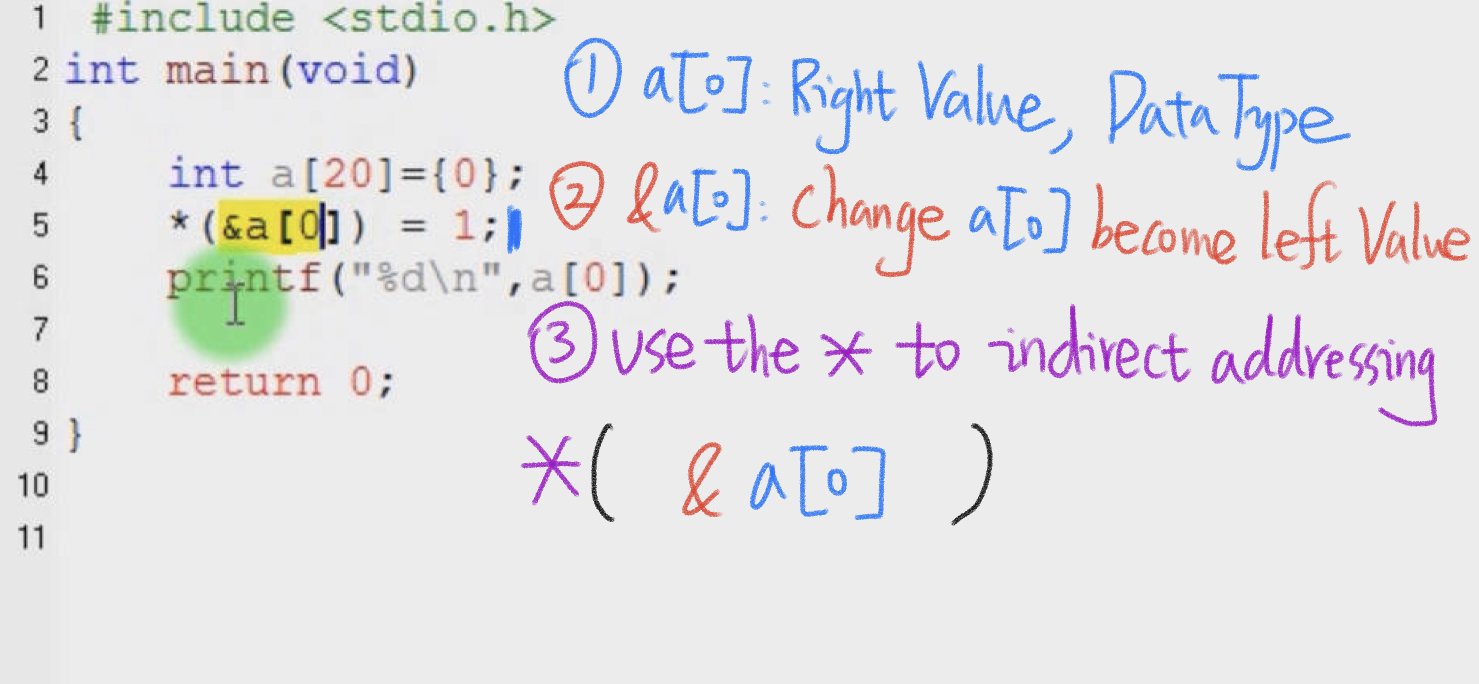 1 #include <stdio.h>
2 int main(void)
① a[0]: Right Value, Data Type
3 {
4 int a[20]={0};
② &a[0]: Change a[0] become left Value
5 *(&a[0]) = 1;
6 printf("%d\n",a[0]);
7
③ use the * to indirect addressing
8 return 0;
9 }
*( & a[0] )
10
11